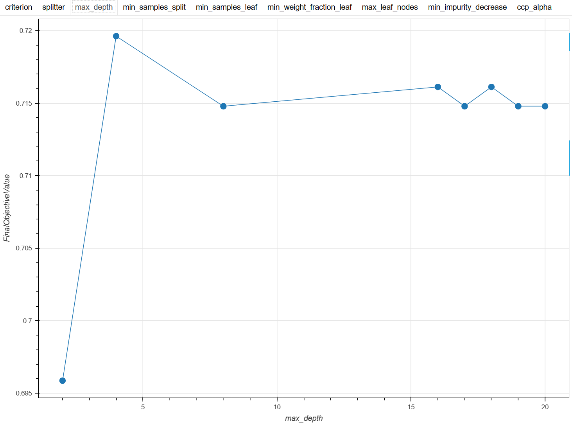 criterion splitter max_depth min_samples_split min_samples_leaf min_weight_fraction_leaf max_leaf_nodes min_impurity_decrease ccp_alpha
0.72
0.715
0.71
0.705
0.7
0.695
FinalObjectiveValue
5 10 15 20
max_depth